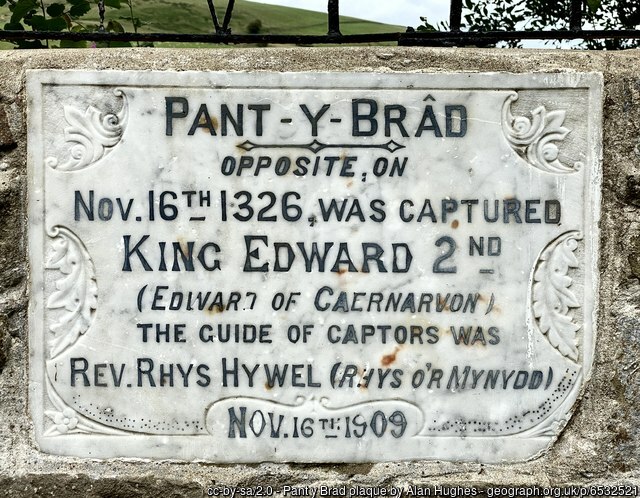 PANT-Y-BRÂD
OPPOSITE, ON
NOV. 16TH 1326, WAS CAPTURED
KING EDWARD 2ND
(EDWARD OF CAERNARVON)
THE GUIDE OF CAPTORS WAS
REV. RHYS HYWEL (RHYS O'R MYNYDD)
NOV. 16TH 1909
cc-by-sa/2.0 - Pant y Brad plaque by Alan Hughes - geograph.org.uk/p/6532521